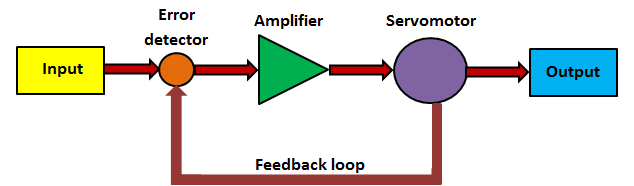 Error
detector
Amplifier
Servomotor
Input
Output
Feedback loop